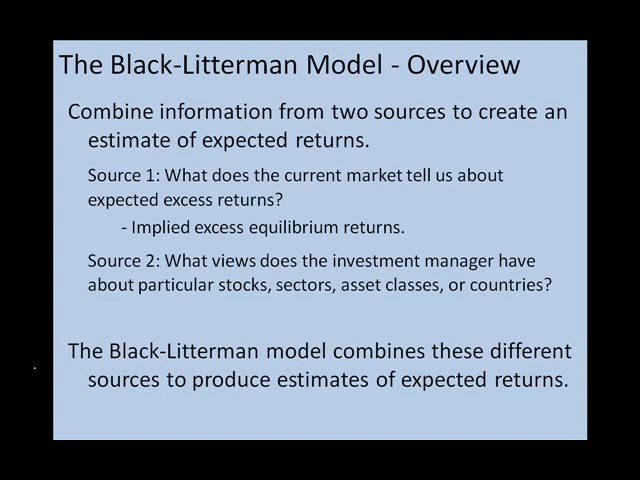 The Black-Litterman Model - Overview
Combine information from two sources to create an
estimate of expected returns.
Source 1: What does the current market tell us about
expected excess returns?
- Implied excess equilibrium returns.
Source 2: What views does the investment manager have
about particular stocks, sectors, asset classes, or countries?
The Black-Litterman model combines these different
sources to produce estimates of expected returns.